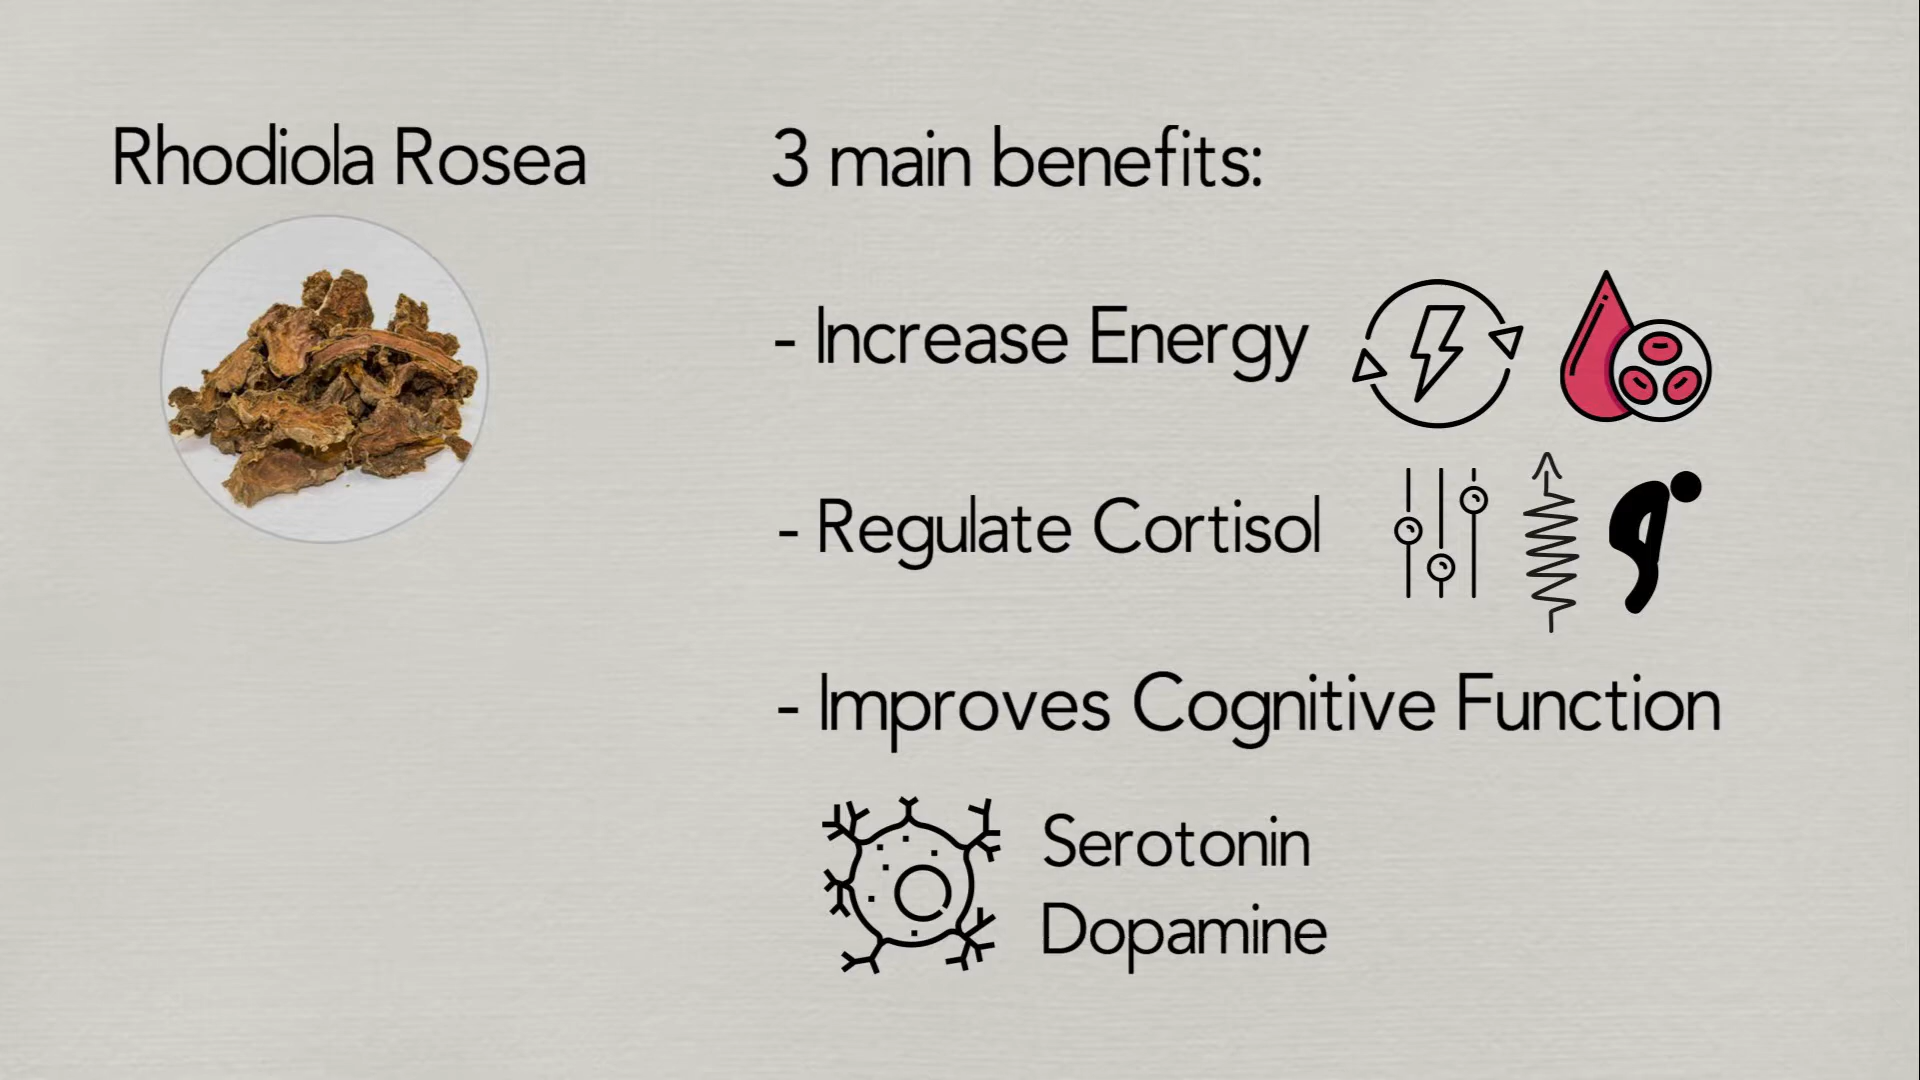 Rhodiola Rosea
3 main benefits:
- Increase Energy
- Regulate Cortisol
- Improves Cognitive Function
Serotonin
Dopamine